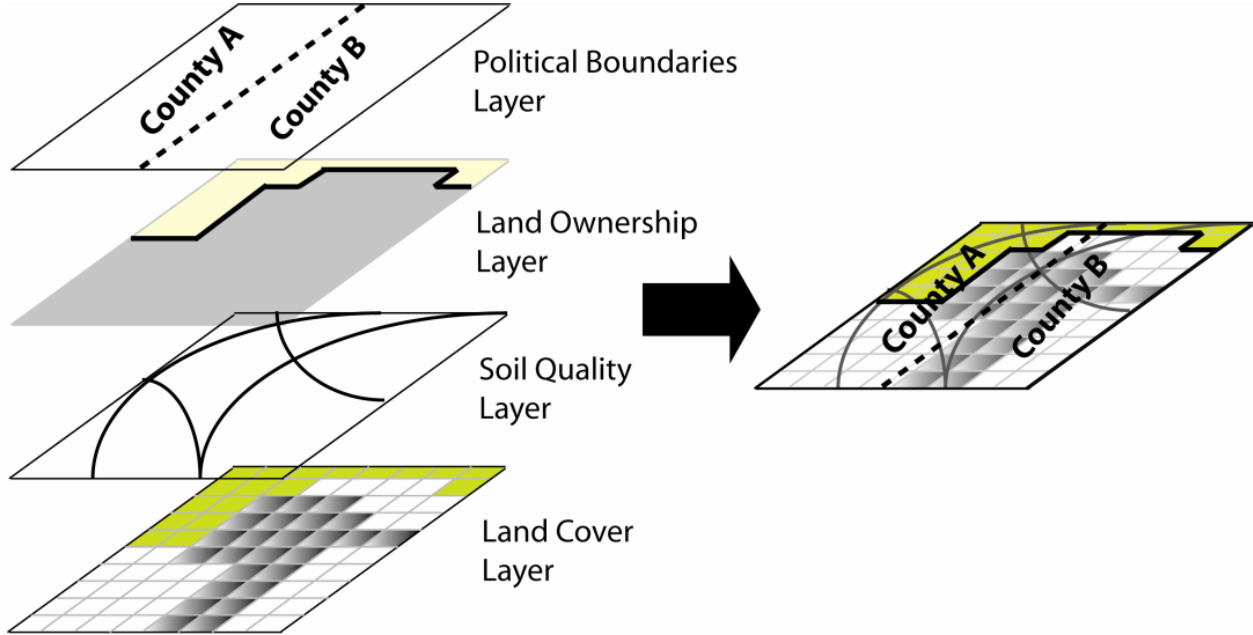 County A
County B
Political Boundaries
Layer
Land Ownership
Layer
Soil Quality
Layer
Land Cover
Layer
County A
County B